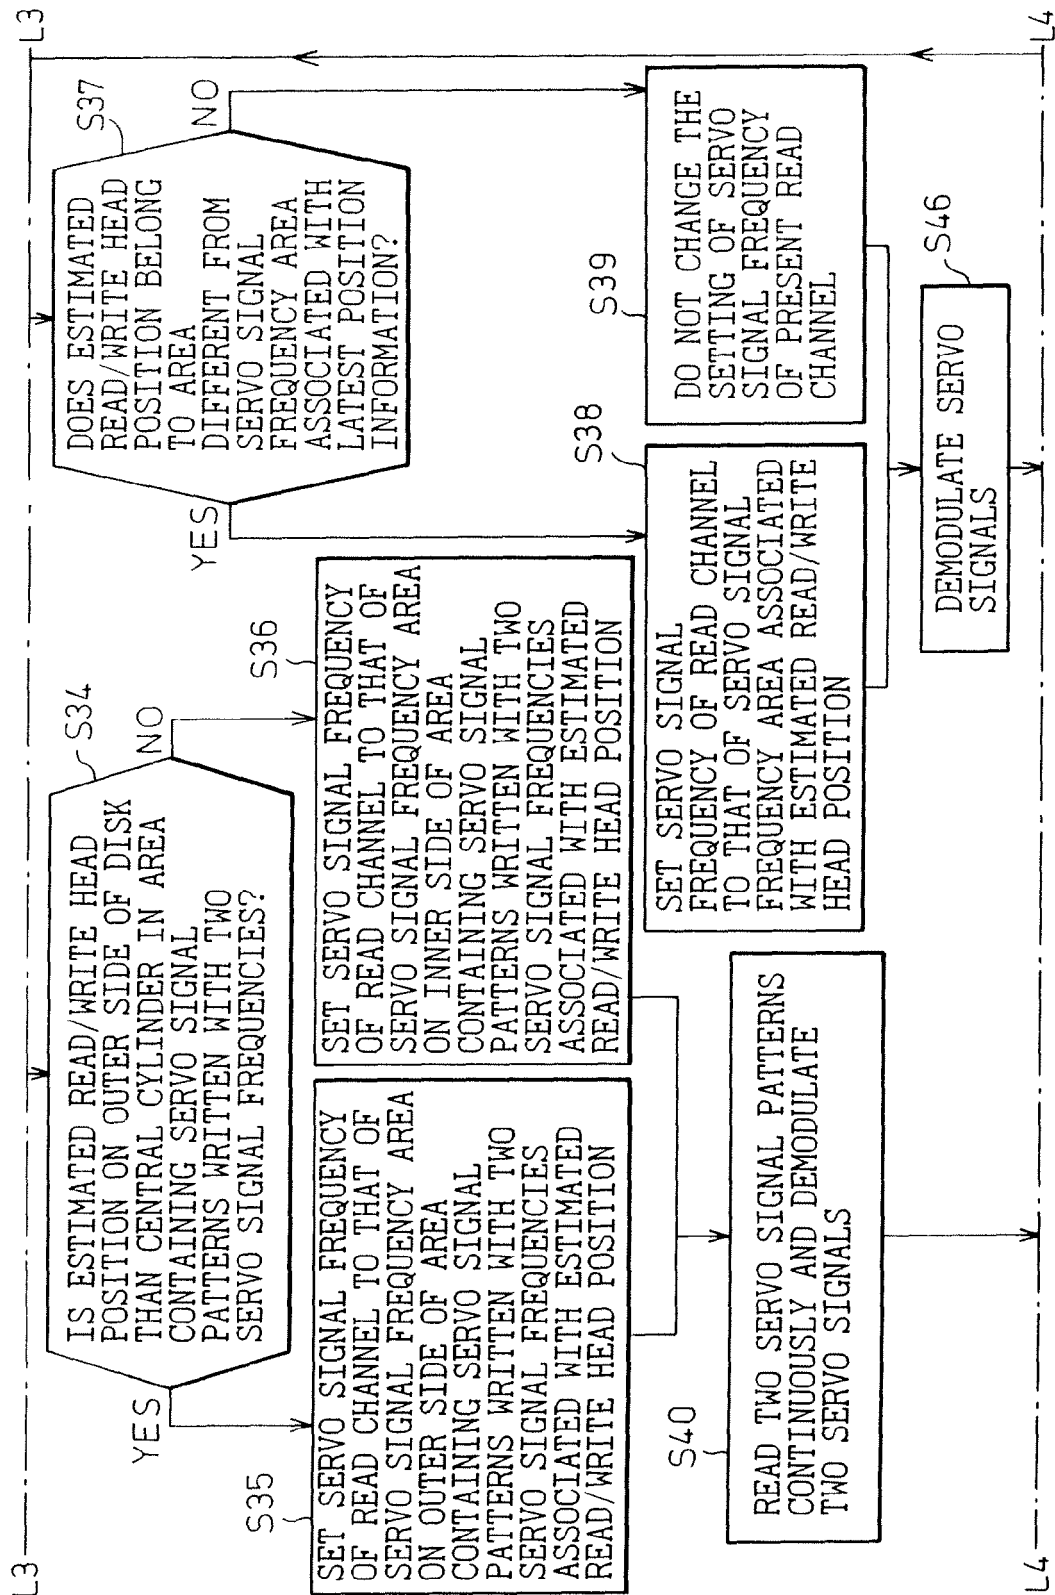 L3
L3
S34
IS ESTIMATED READ/WRITE HEAD
POSITION ON OUTER SIDE OF DISK
THAN CENTRAL CYLINDER IN AREA
CONTAINING SERVO SIGNAL
PATTERNS WRITTEN WITH TWO
SERVO SIGNAL FREQUENCIES?
YES
NO
S37
DOES ESTIMATED
READ/WRITE HEAD
POSITION BELONG
TO AREA
DIFFERENT FROM
SERVO SIGNAL
FREQUENCY AREA
ASSOCIATED WITH
LATEST POSITION
INFORMATION?
YES
NO
S35
SET SERVO SIGNAL FREQUENCY
OF READ CHANNEL TO THAT OF
SERVO SIGNAL FREQUENCY AREA
ON OUTER SIDE OF AREA
CONTAINING SERVO SIGNAL
PATTERNS WRITTEN WITH TWO
SERVO SIGNAL FREQUENCIES
ASSOCIATED WITH ESTIMATED
READ/WRITE HEAD POSITION
S36
SET SERVO SIGNAL FREQUENCY
OF READ CHANNEL TO THAT OF
SERVO SIGNAL FREQUENCY AREA
ON INNER SIDE OF AREA
CONTAINING SERVO SIGNAL
PATTERNS WRITTEN WITH TWO
SERVO SIGNAL FREQUENCIES
ASSOCIATED WITH ESTIMATED
READ/WRITE HEAD POSITION
S38
SET SERVO SIGNAL
FREQUENCY OF READ CHANNEL
TO THAT OF SERVO SIGNAL
FREQUENCY AREA ASSOCIATED
WITH ESTIMATED READ/WRITE
HEAD POSITION
S39
DO NOT CHANGE THE
SETTING OF SERVO
SIGNAL FREQUENCY
OF PRESENT READ
CHANNEL
S40
READ TWO SERVO SIGNAL PATTERNS
CONTINUOUSLY AND DEMODULATE
TWO SERVO SIGNALS
S46
DEMODULATE SERVO
SIGNALS
L4
L4